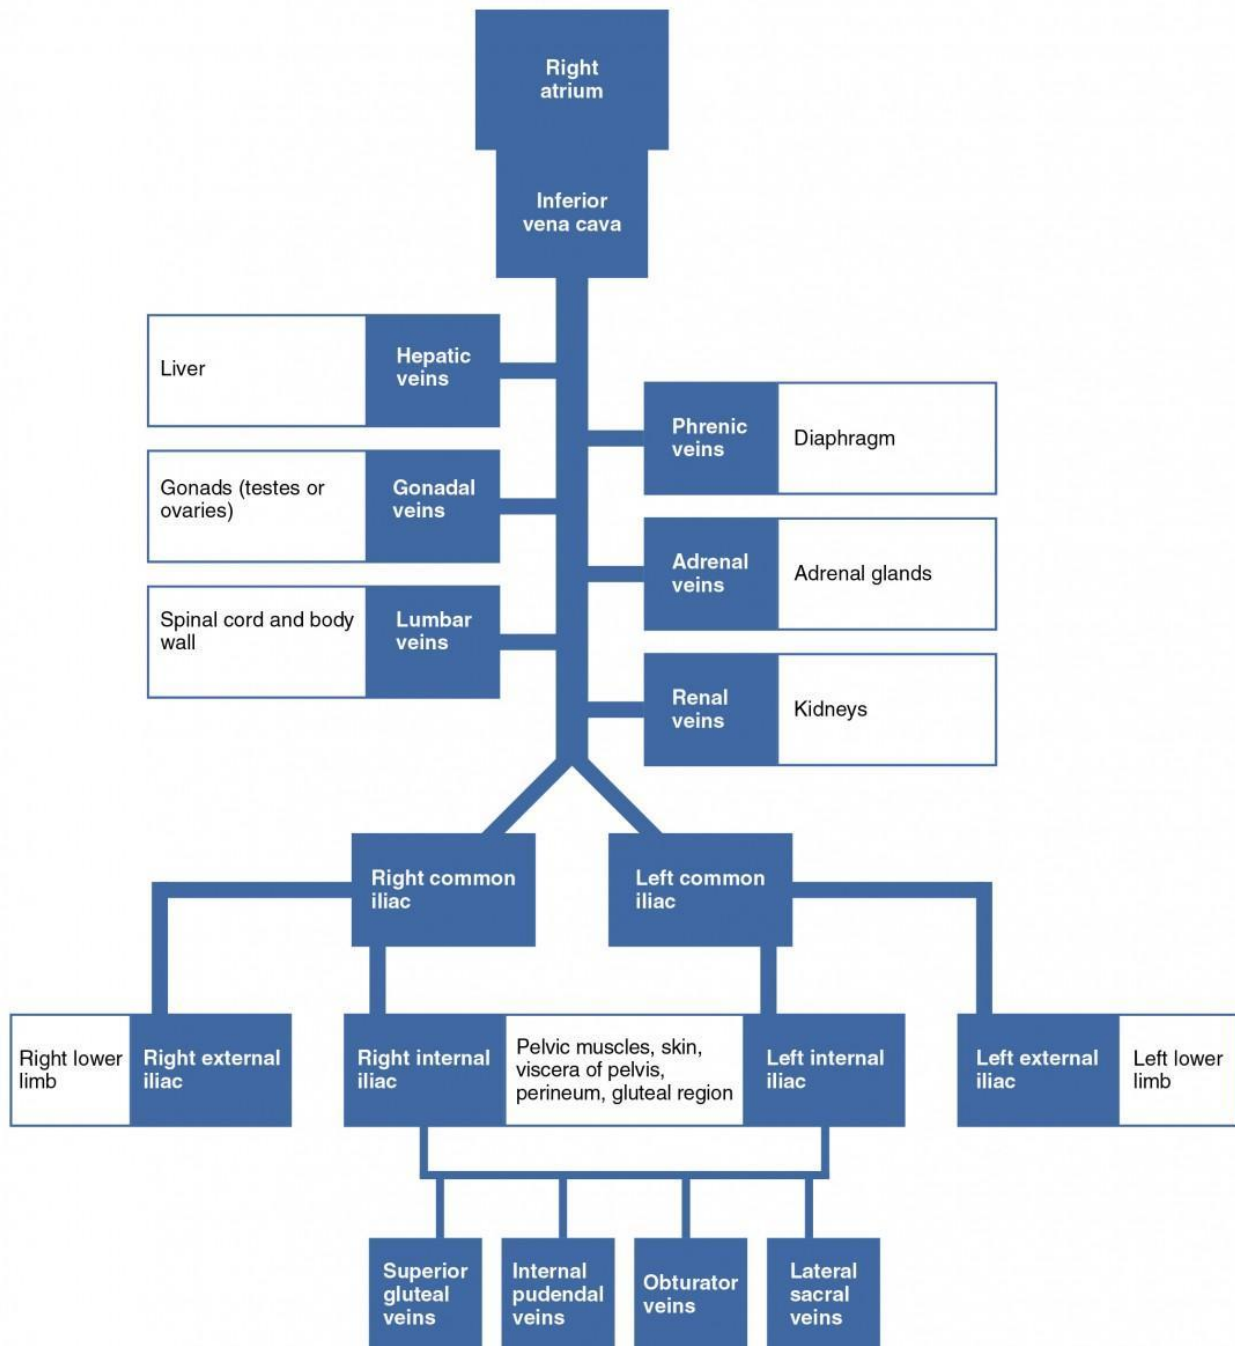 Right
atrium
Inferior
vena cava
Liver
Hepatic
veins
Phrenic
veins
Diaphragm
Gonads (testes or
ovaries)
Gonadal
veins
Adrenal
veins
Adrenal glands
Spinal cord and body
wall
Lumbar
veins
Renal
veins
Kidneys
Right common
iliac
Left common
iliac
Right lower
limb
Right external
iliac
Right internal
iliac
Pelvic muscles, skin,
viscera of pelvis,
perineum, gluteal region
Left internal
iliac
Left external
iliac
Left lower
limb
Superior
gluteal
veins
Internal
pudendal
veins
Obturator
veins
Lateral
sacral
veins